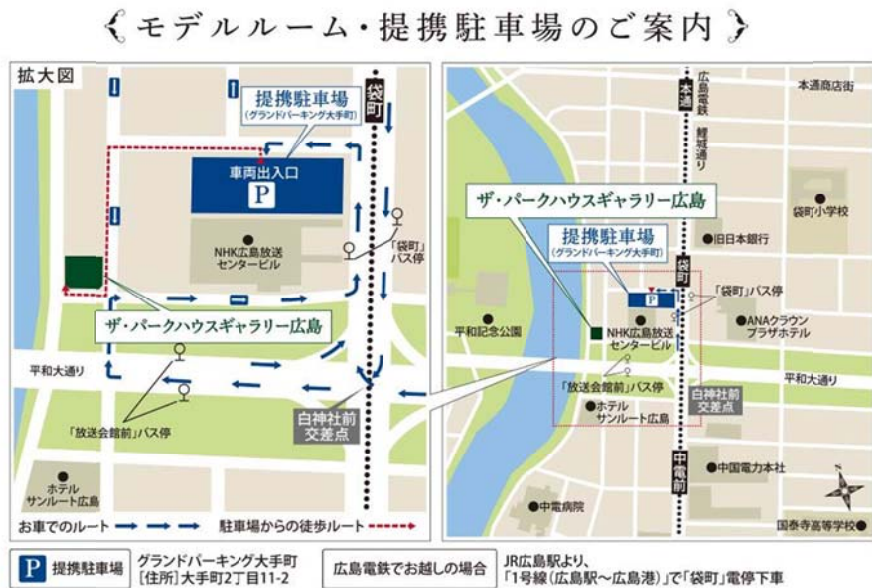 モデルルーム・提携駐車場のご案内
拡大図
袋町
提携駐車場
(グランドパーキング大手町)
車両出入口
P
NHK広島放送
センタービル
「袋町」
バス停
ザ・パークハウスギャラリー広島
平和大通り
「放送会館前」バス停
白神社前
交差点
ホテル
サンルート広島
お車でのルート
駐車場からの徒歩ルート
本通
広島電鉄
鯉城通り
本通商店街
ザ・パークハウスギャラリー広島
袋町小学校
提携駐車場
(グランドパーキング大手町)
旧日本銀行
袋町
「袋町」バス停
P
平和記念公園
NHK広島放送
センタービル
ANAクラウン
プラザホテル
平和大通り
「放送会館前」バス停
白神社前
交差点
ホテル
サンルート広島
中電前
中国電力本社
中電病院
国泰寺高等学校
P 提携駐車場
グランドパーキング大手町
[住所]大手町2丁目11-2
広島電鉄でお越しの場合
JR広島駅より、
「1号線(広島駅〜広島港)」で「袋町」電停下車